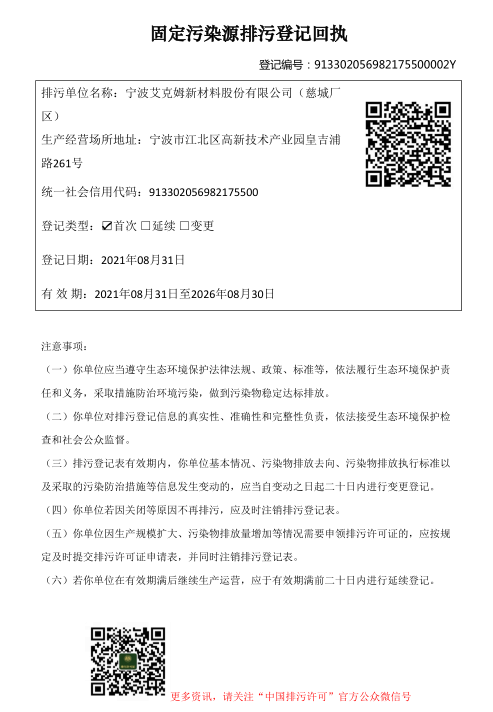 固定污染源排污登记回执
登记编号：913302056982175500002Y
排污单位名称：宁波艾克姆新材料股份有限公司（慈城厂
区）
生产经营场所地址：宁波市江北区高新技术产业园皇吉浦
路261号
统一社会信用代码：913302056982175500
登记类型：☑首次 □延续 □变更
登记日期：2021年08月31日
有 效 期：2021年08月31日至2026年08月30日
注意事项：
（一）你单位应当遵守生态环境保护法律法规、政策、标准等，依法履行生态环境保护责
任和义务，采取措施防治环境污染，做到污染物稳定达标排放。
（二）你单位对排污登记信息的真实性、准确性和完整性负责，依法接受生态环境保护检
查和社会公众监督。
（三）排污登记表有效期内，你单位基本情况、污染物排放去向、污染物排放执行标准以
及采取的污染防治措施等信息发生变动的，应当自变动之日起二十日内进行变更登记。
（四）你单位若因关闭等原因不再排污，应及时注销排污登记表。
（五）你单位因生产规模扩大、污染物排放量增加等情况需要申领排污许可证的，应按规
定及时提交排污许可证申请表，并同时注销排污登记表。
（六）若你单位在有效期满后继续生产运营，应于有效期满前二十日内进行延续登记。
更多资讯，请关注“中国排污许可”官方公众微信号